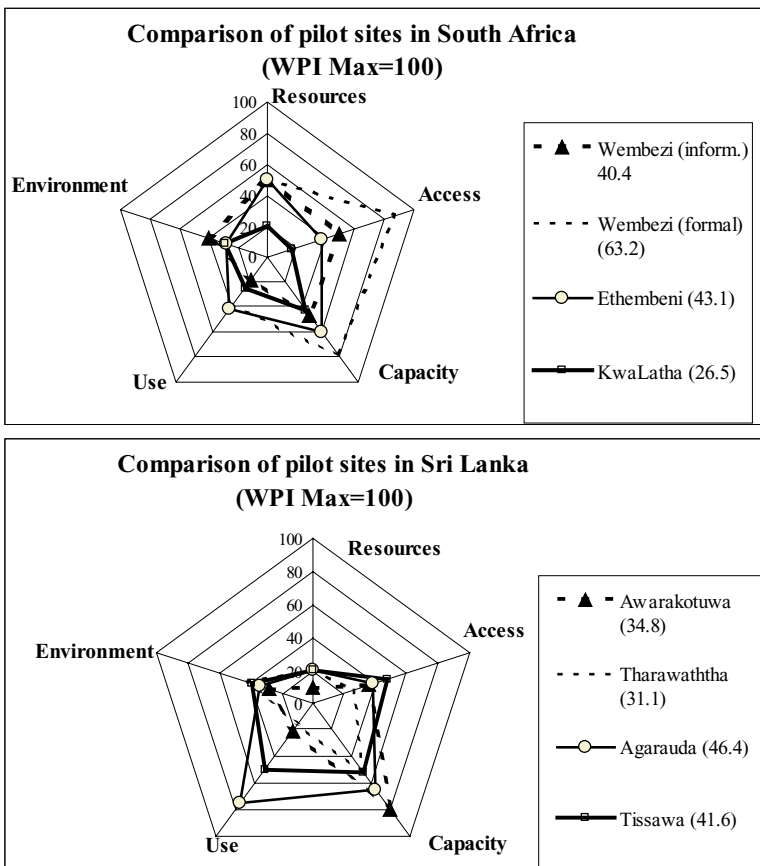 Comparison of pilot sites in South Africa
(WPI Max=100)
Resources
100
80
60
40
20
0
Environment
Access
Use
Capacity
Wembezi (inform.)
40.4
Wembezi (formal)
(63.2)
Ethembeni (43.1)
KwaLatha (26.5)
Comparison of pilot sites in Sri Lanka
(WPI Max=100)
100
80
60
40
20
0
Resources
Environment
Access
Use
Capacity
Awarakotuwa
(34.8)
Tharawaththa
(31.1)
Agarauda (46.4)
Tissawa (41.6)